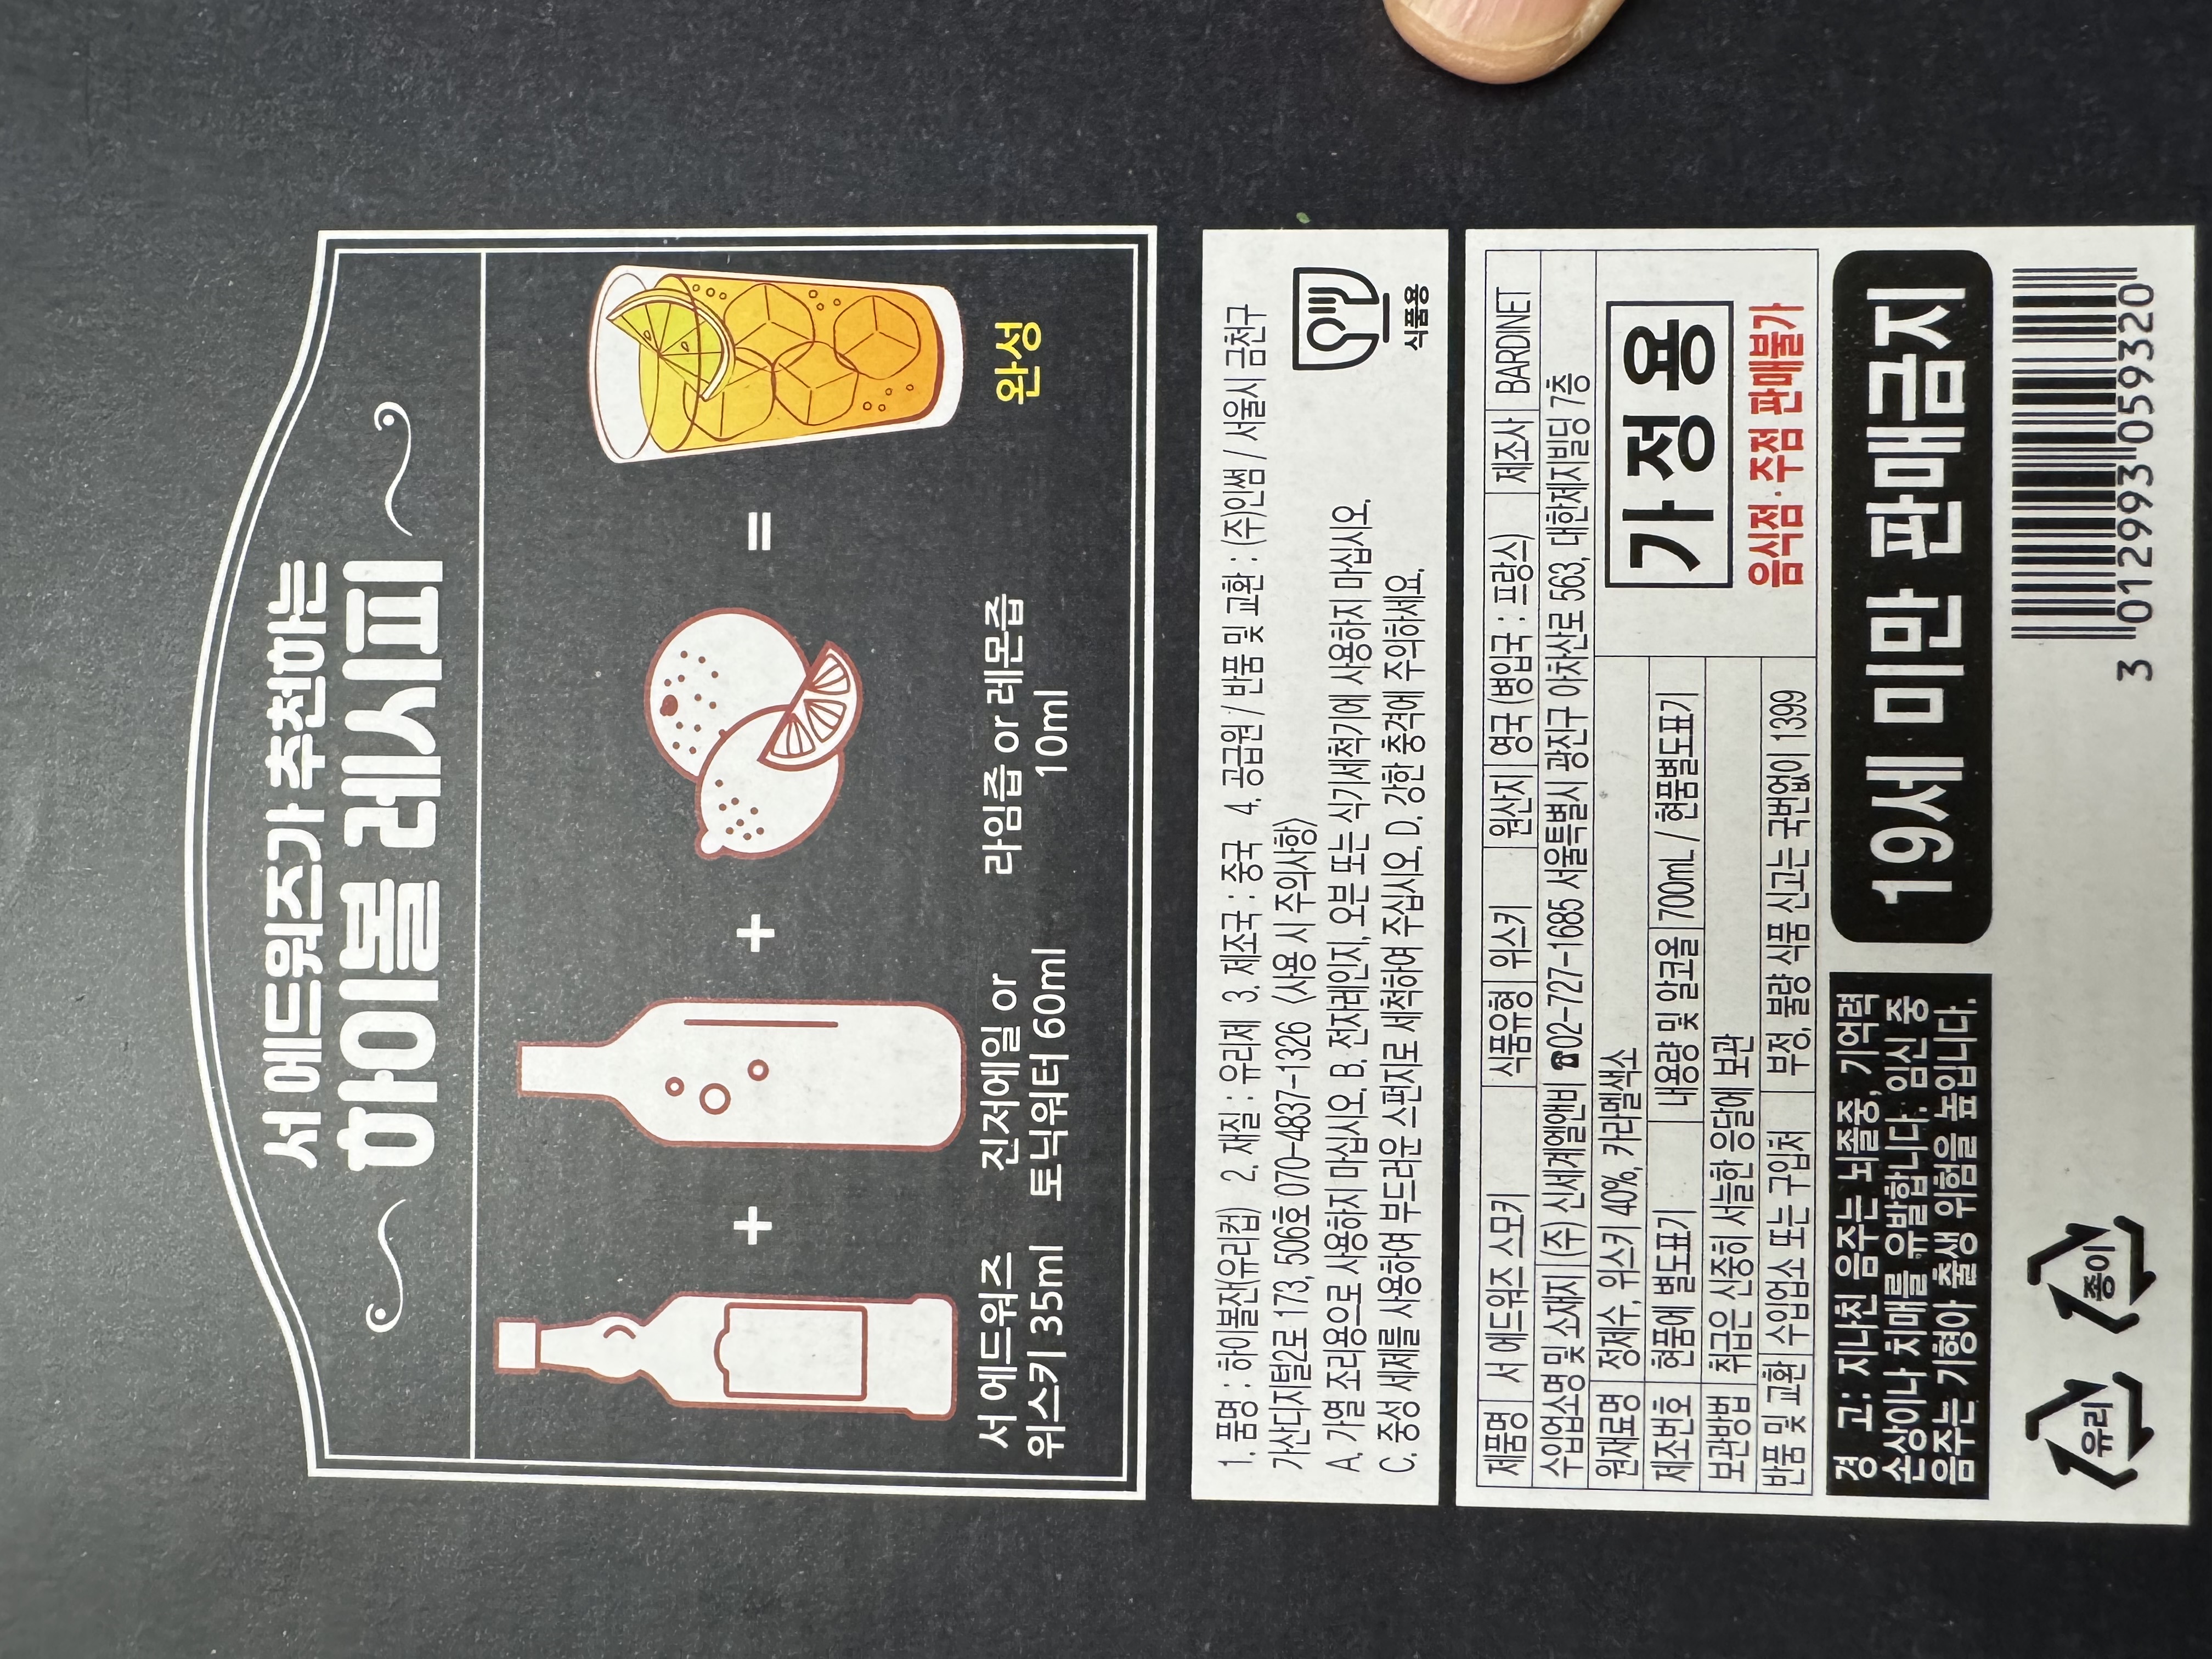 서 에드워즈가 추천하는
하이볼 레시피
서 에드워즈
위스키 35ml
+
진저에일 or
토닉워터 60ml
+
라임즙 or 레몬즙
10ml
=
완성
1. 품명 : 하이볼잔(유리컵) 2. 재질 : 유리제 3. 제조국 : 중국 4. 공급원 / 반품 및 교환 : (주)인썸 / 서울시 금천구
가산디지털2로 173, 506호 070-4837-1326 <사용 시 주의사항>
A. 가열 조리용으로 사용하지 마십시오. B. 전자레인지, 오븐 또는 식기세척기에 사용하지 마십시오.
C. 중성 세제를 사용하여 부드러운 스펀지로 세척하여 주십시오. D. 강한 충격에 주의하세요.
식품용
제품명 서 에드워즈 스모키 식품유형 위스키 원산지 영국 (병입국 : 프랑스) 제조사 BARDINET
수입업소명 및 소재지 (주) 신세계엘앤비 ☎02-727-1685 서울특별시 광진구 아차산로 563, 대한제지빌딩 7층
원재료명 정제수, 위스키 40%, 카라멜색소
제조번호 현품에 별도표기 내용량 및 알코올 700mL / 현품별도표기
보관방법 취급은 신중히 서늘한 응달에 보관
반품 및 교환 수입업소 또는 구입처 부정, 불량 식품 신고는 국번없이 1399
가정용
음식점·주점 판매불가
경 고: 지나친 음주는 뇌졸중, 기억력
손상이나 치매를 유발합니다. 임신 중
음주는 기형아 출생 위험을 높입니다.
19세 미만 판매금지
유리
종이
3 012993 059320